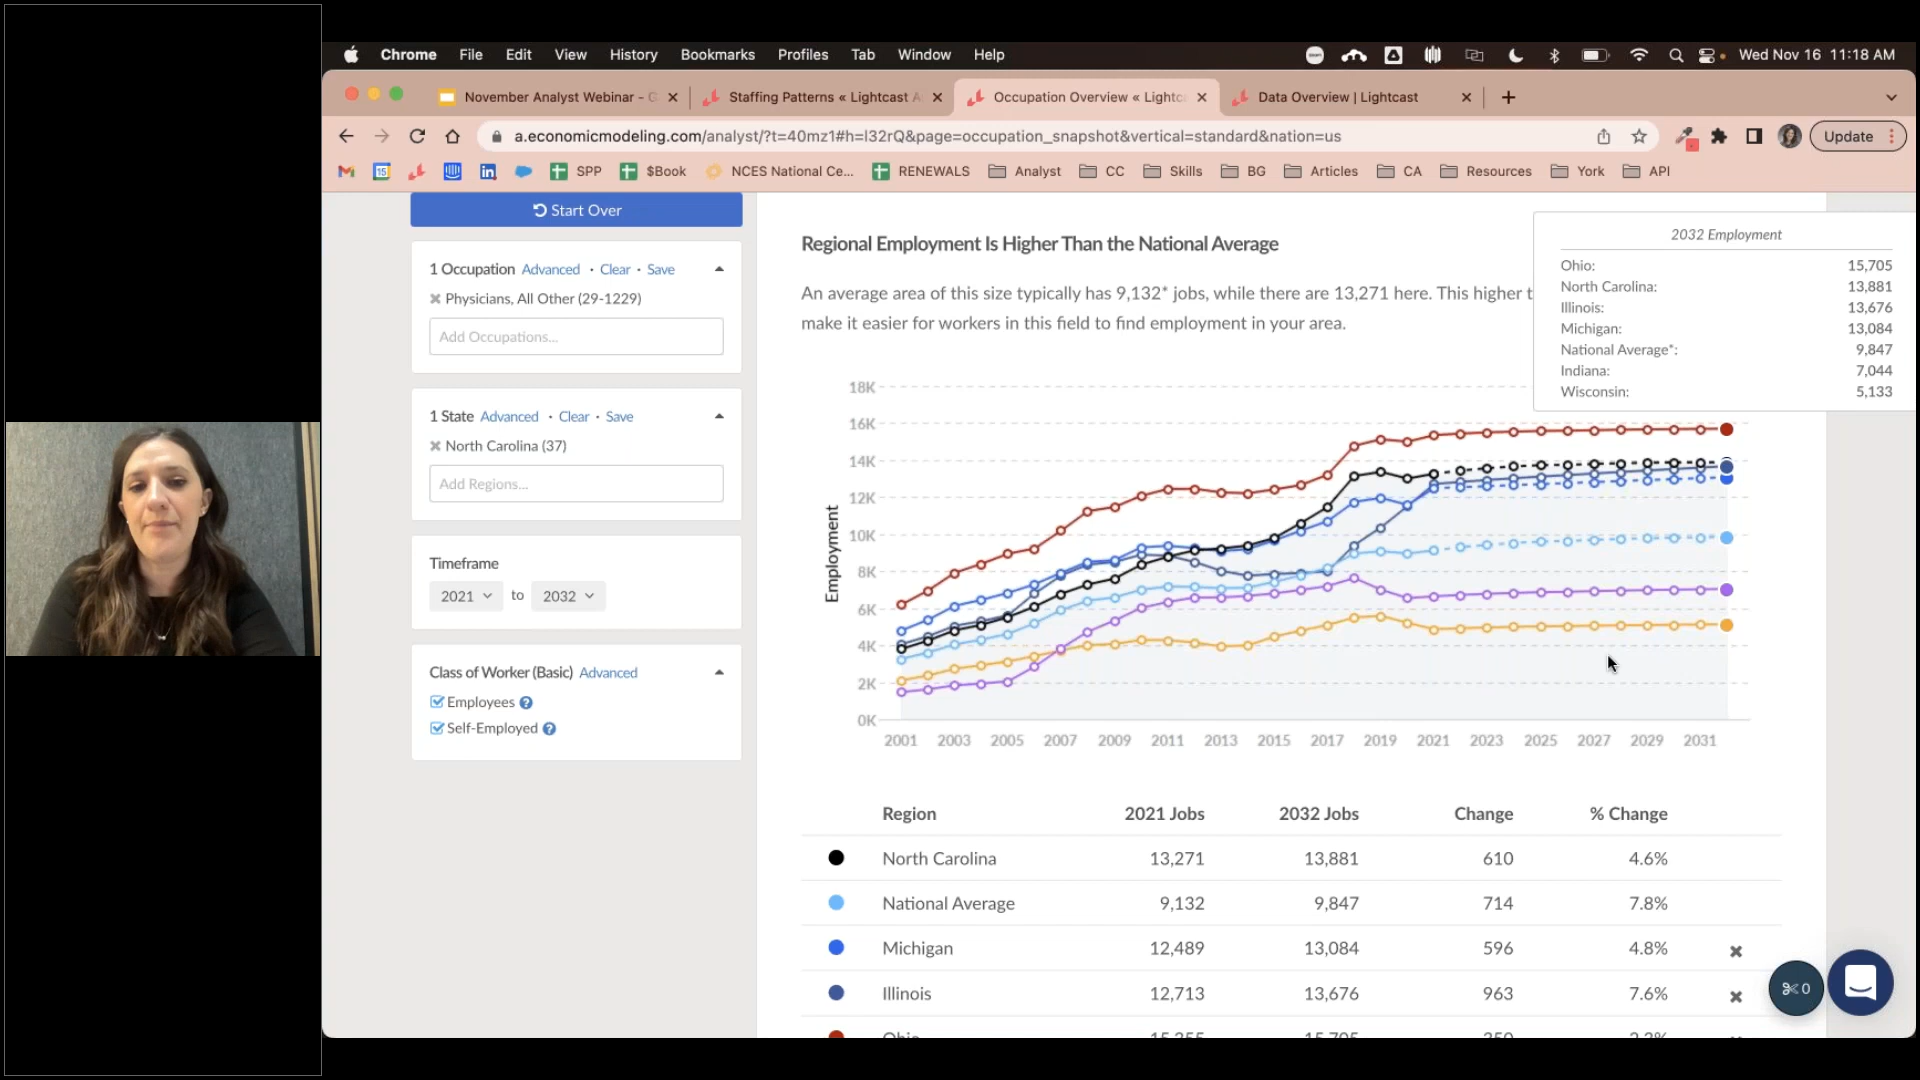 Chrome File Edit View History Bookmarks Profiles Tab Window Help Wed Nov 16 11:18 AM
November Analyst Webinar - G Staffing Patterns « Lightcast A Occupation Overview « Lightc Data Overview | Lightcast
a.economicmodeling.com/analyst/?t=40mz1#h=l32rQ&page=occupation_snapshot&vertical=standard&nation=us Update
15 SPP $Book NCES National Ce... RENEWALS Analyst CC Skills BG Articles CA Resources York API
Start Over
1 Occupation Advanced · Clear · Save
Physicians, All Other (29-1229)
Add Occupations...
1 State Advanced · Clear · Save
North Carolina (37)
Add Regions...
Timeframe
2021 to 2032
Class of Worker (Basic) Advanced
Employees ?
Self-Employed ?
Regional Employment Is Higher Than the National Average
An average area of this size typically has 9,132* jobs, while there are 13,271 here. This higher t
make it easier for workers in this field to find employment in your area.
2032 Employment
Ohio: 15,705
North Carolina: 13,881
Illinois: 13,676
Michigan: 13,084
National Average*: 9,847
Indiana: 7,044
Wisconsin: 5,133
Employment
18K
16K
14K
12K
10K
8K
6K
4K
2K
0K
2001 2003 2005 2007 2009 2011 2013 2015 2017 2019 2021 2023 2025 2027 2029 2031
Region 2021 Jobs 2032 Jobs Change % Change
North Carolina 13,271 13,881 610 4.6%
National Average 9,132 9,847 714 7.8%
Michigan 12,489 13,084 596 4.8%
Illinois 12,713 13,676 963 7.6%
0